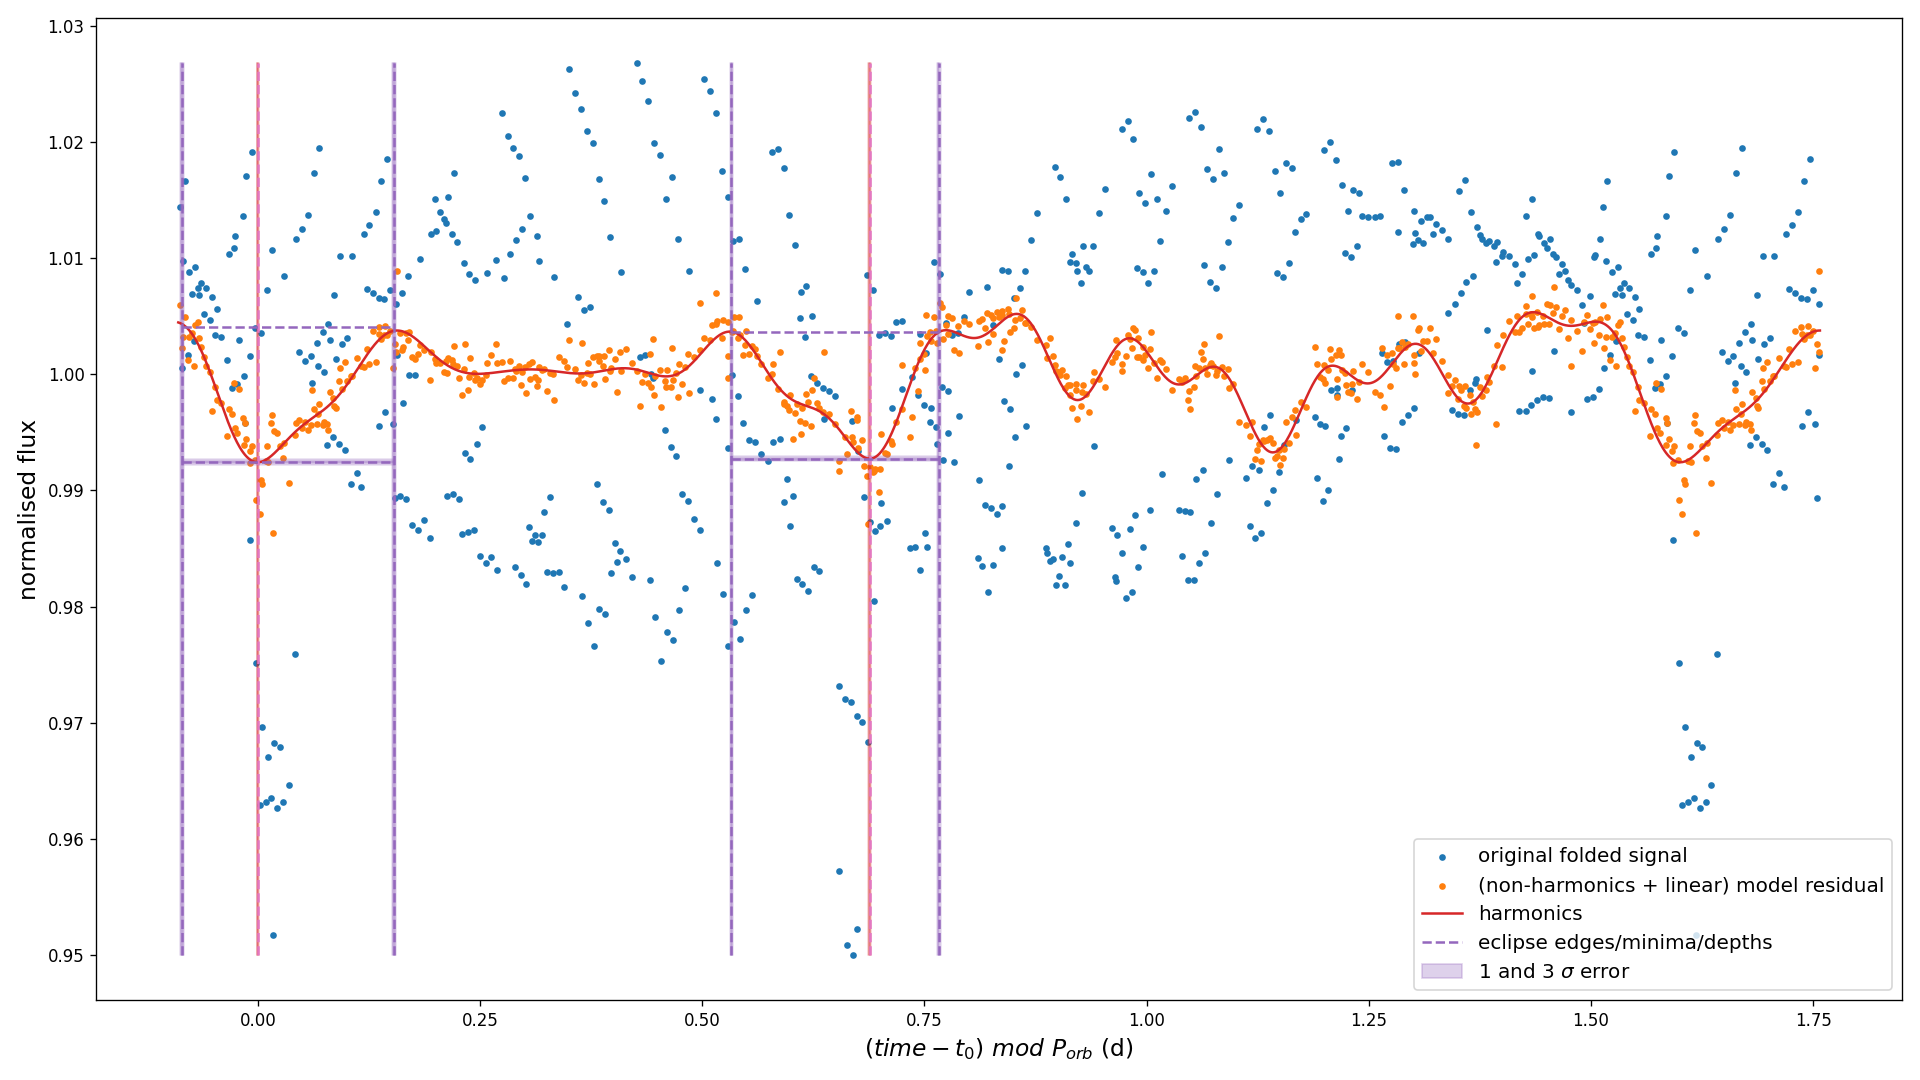 1.03
1.02
1.01
1.00
0.99
0.98
0.97
0.96
0.95
normalised flux
original folded signal
(non-harmonics + linear) model residual
harmonics
eclipse edges/minima/depths
1 and 3 σ error
0.00 0.25 0.50 0.75 1.00 1.25 1.50 1.75
(time − t₀) mod P_orb (d)